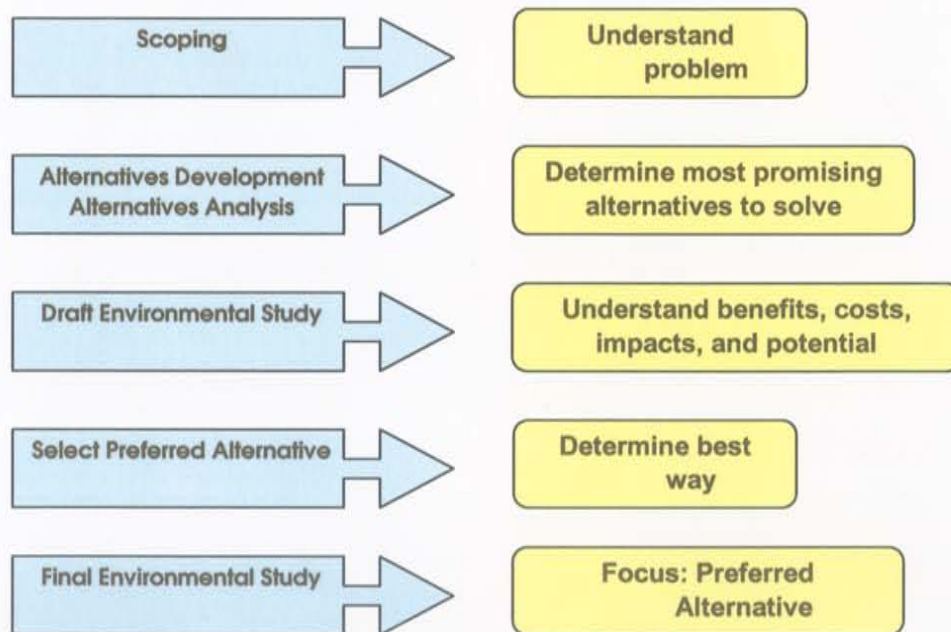 Scoping
Understand
problem
Alternatives Development
Alternatives Analysis
Determine most promising
alternatives to solve
Draft Environmental Study
Understand benefits, costs,
impacts, and potential
Select Preferred Alternative
Determine best
way
Final Environmental Study
Focus: Preferred
Alternative